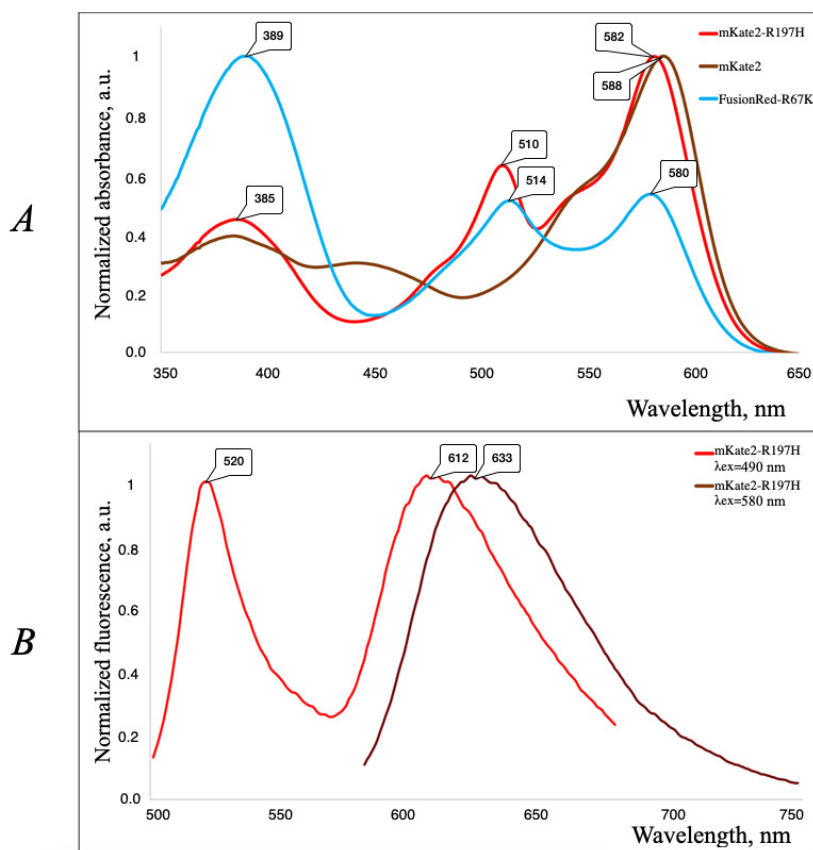 A
Normalized absorbance, a.u.
1
0.8
0.6
0.4
0.2
0.0
389
385
510
514
582
588
580
mKate2-R197H
mKate2
FusionRed-R67K
350 400 450 500 550 600 650
Wavelength, nm
B
Normalized fluorescence, a.u.
1
0.8
0.6
0.4
0.2
0.0
520
612
633
mKate2-R197H
λex=490 nm
mKate2-R197H
λex=580 nm
500 550 600 650 700 750
Wavelength, nm